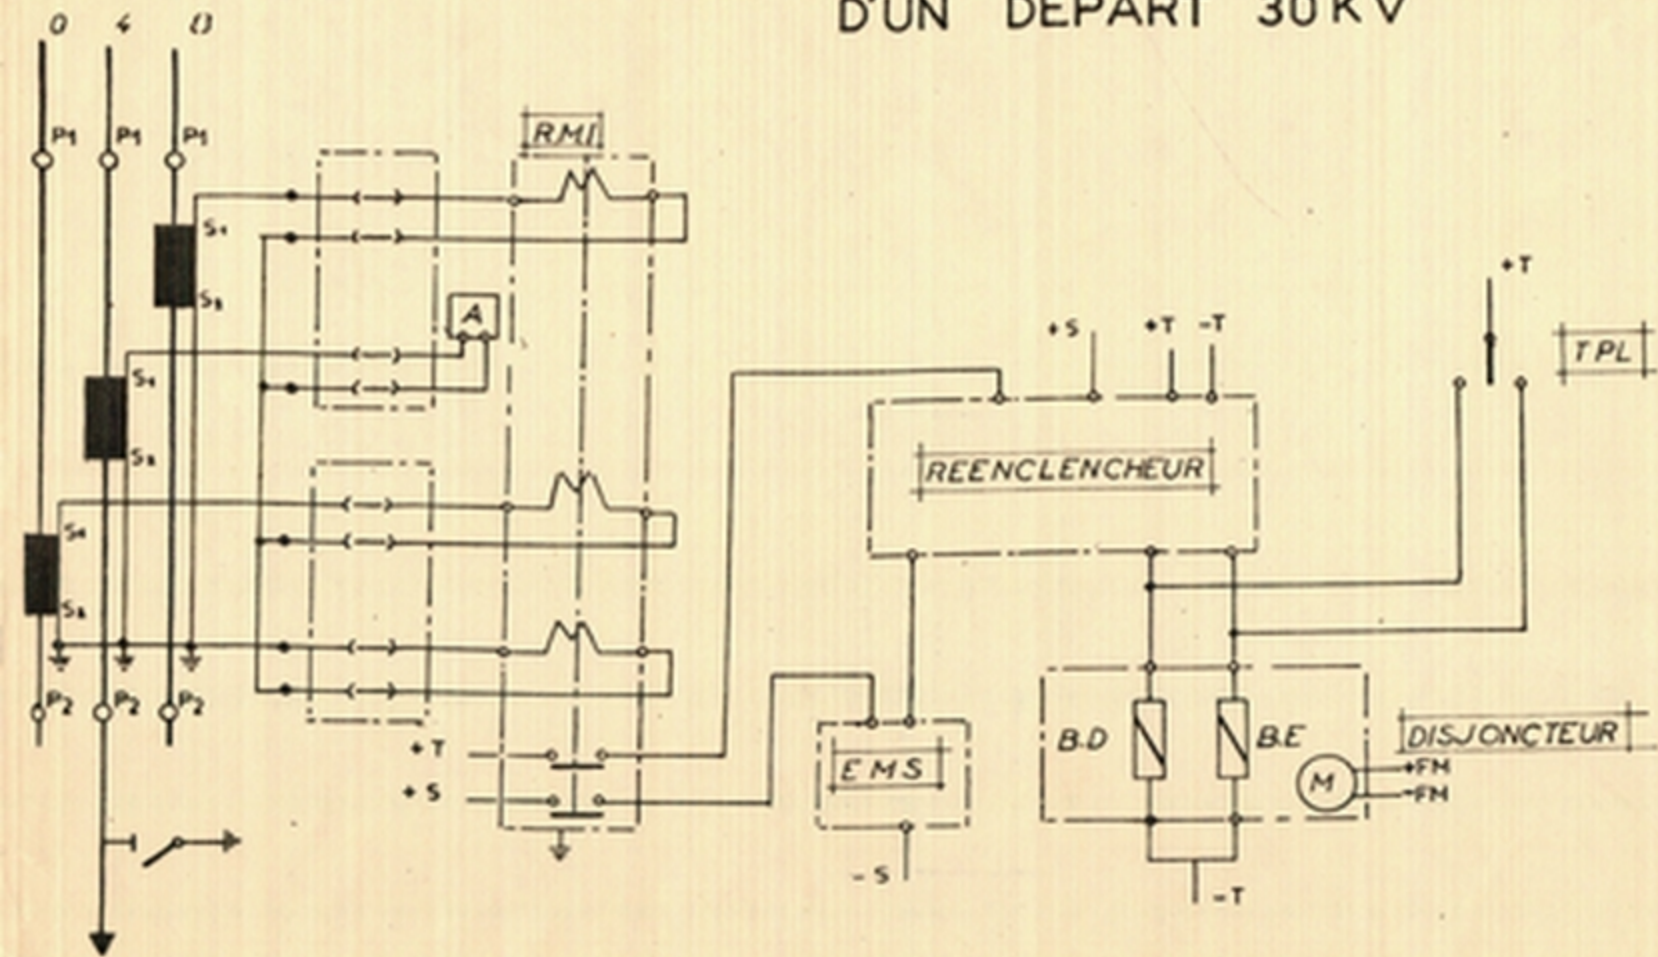 D'UN DEPART 30KV
0 4 8
P1 P1 P1
RMI
S1
S2
A
S1
S2
S1
S2
P2 P2 P2
+T
+S
+S +T -T
REENCLENCHEUR
+T
TPL
EMS
-S
B.D B.E
M
DISJONCTEUR
+FM
-FM
-T